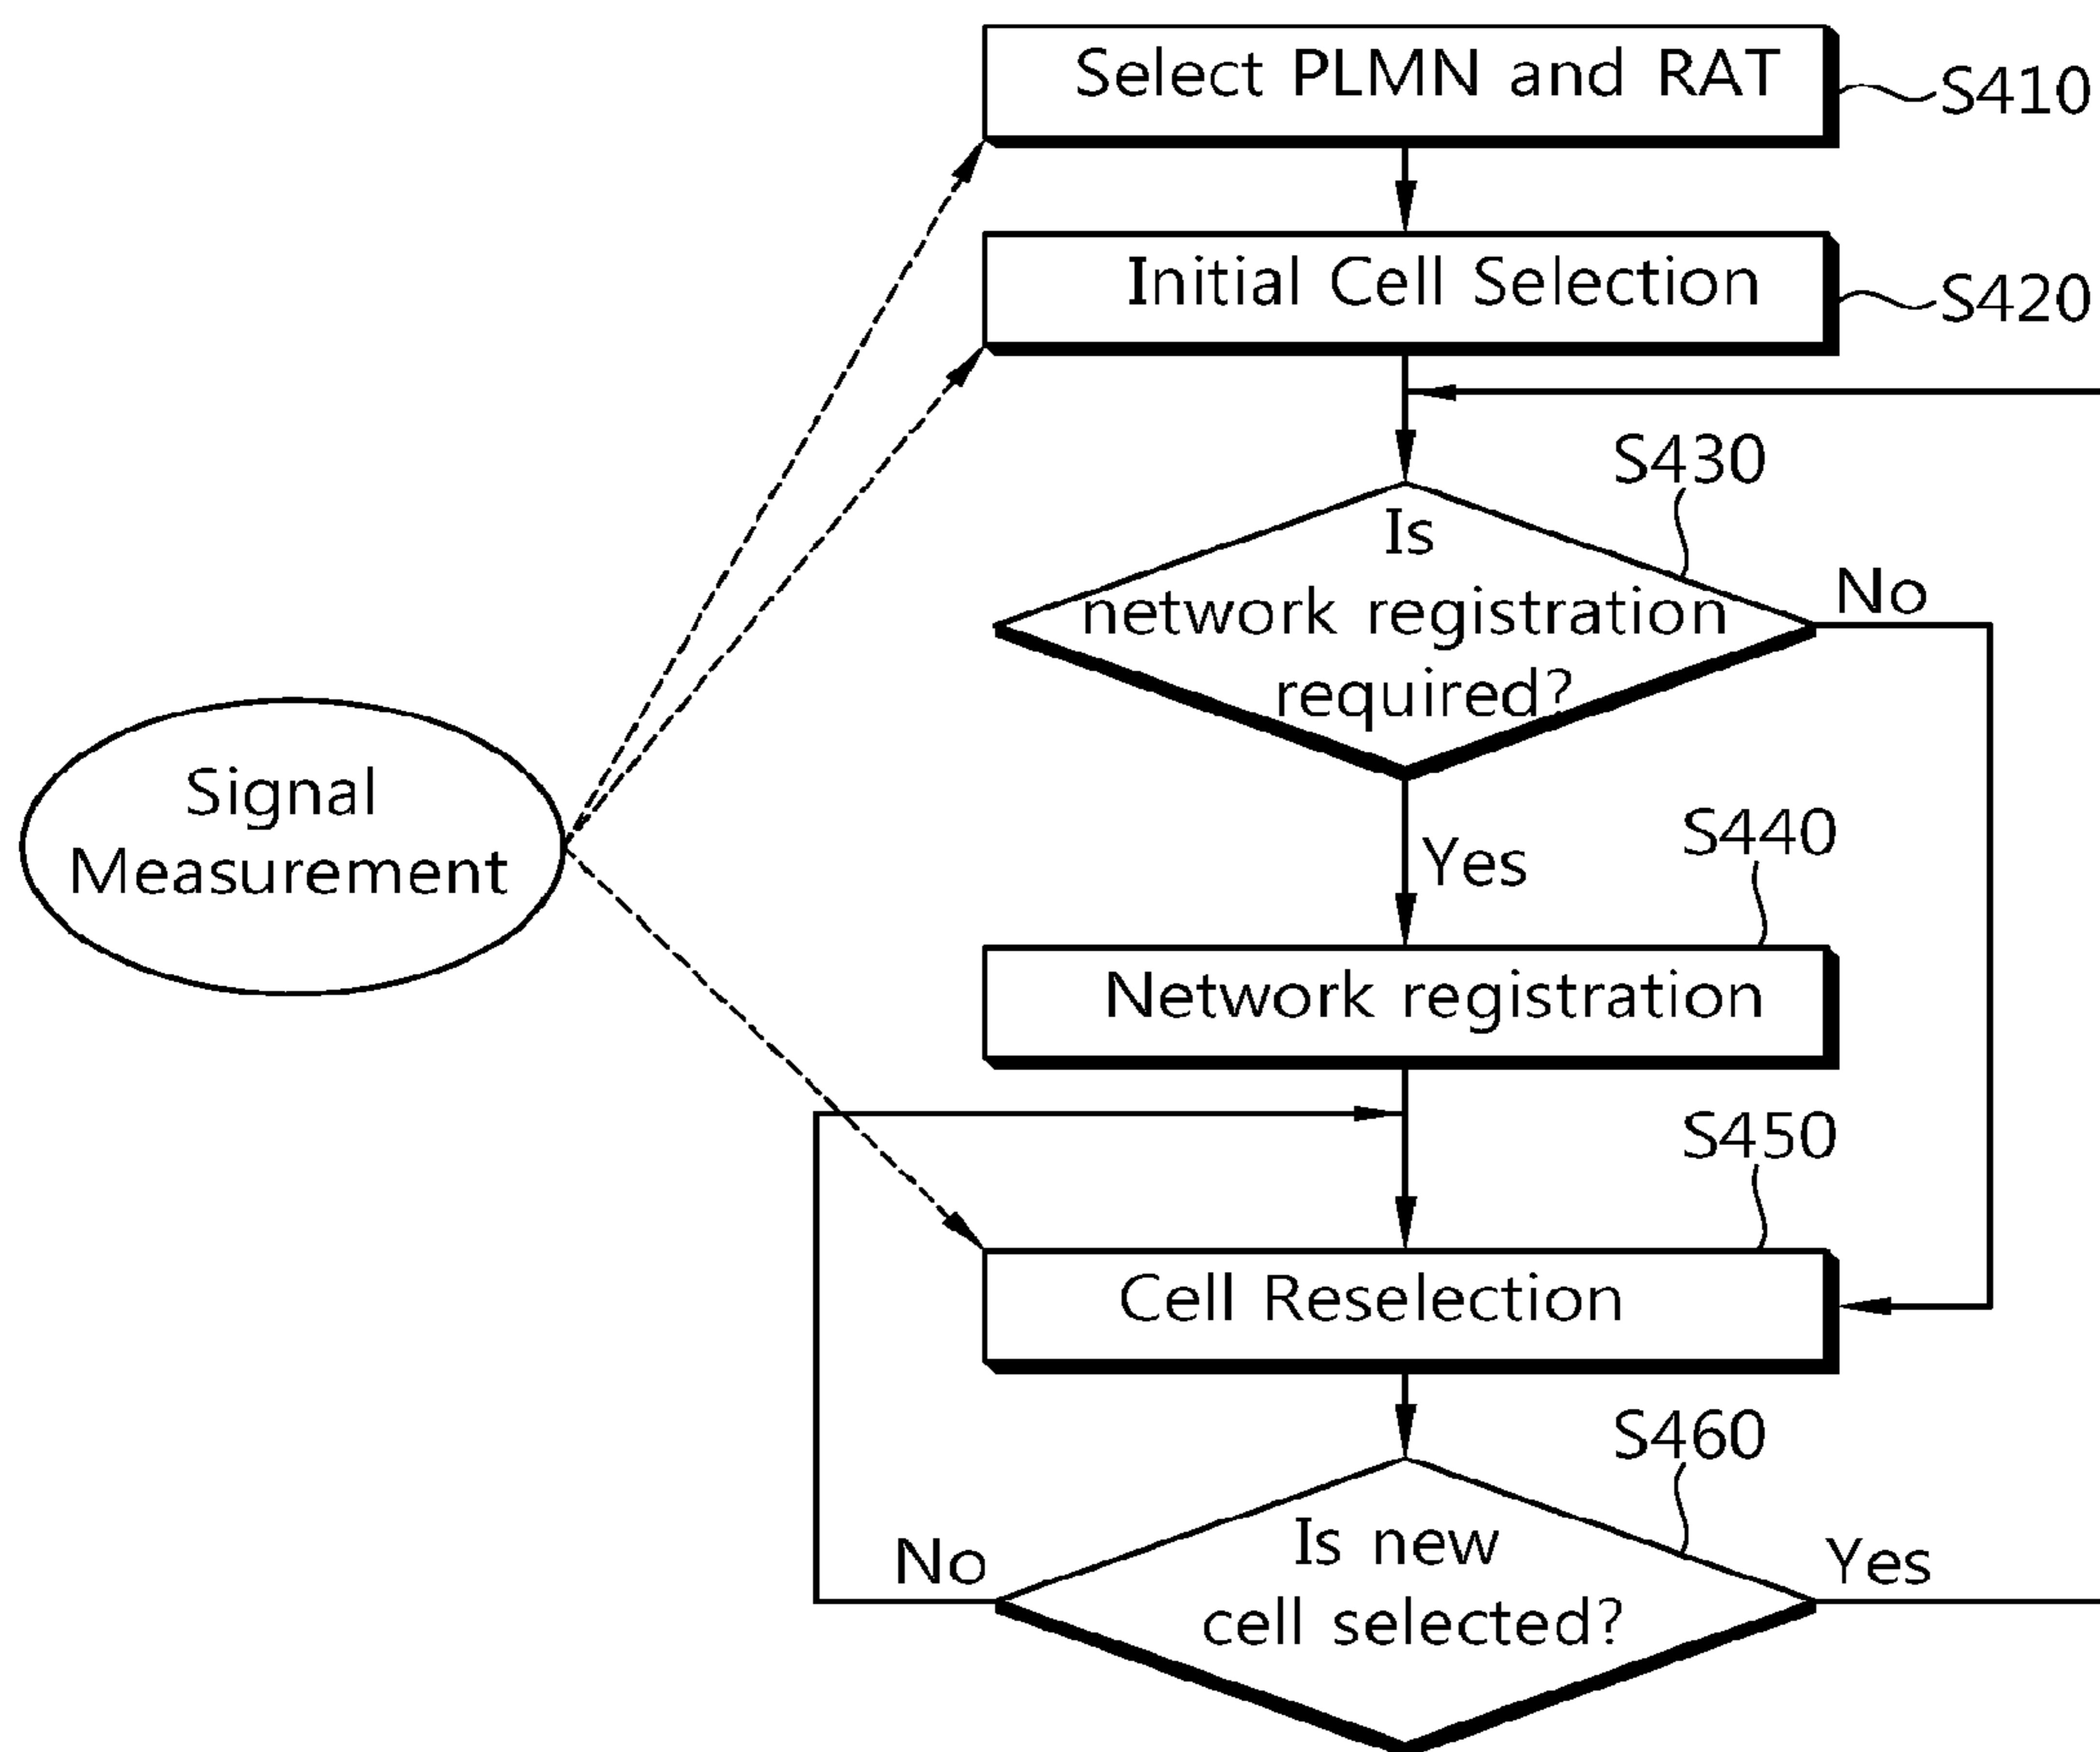 Select PLMN and RAT
S410
Initial Cell Selection
S420
S430
Is
network registration
required?
No
Signal
Measurement
Yes
S440
Network registration
S450
Cell Reselection
S460
Is new
cell selected?
No
Yes